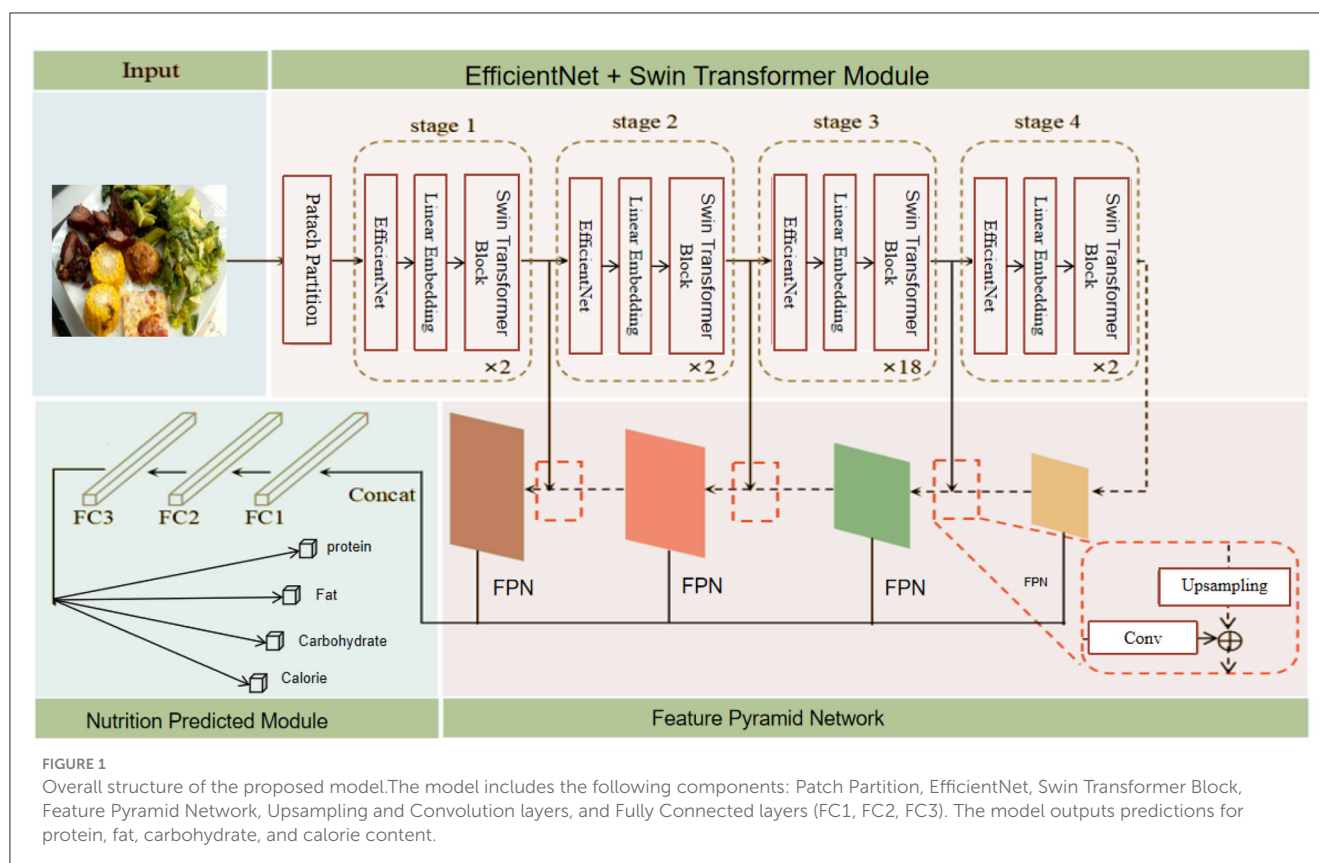 Input
EfficientNet + Swin Transformer Module
stage 1
stage 2
stage 3
stage 4
Patach Partition
EfficientNet
Linear Embedding
Swin Transformer
Block
×2
EfficientNet
Linear Embedding
Swin Transformer
Block
×2
EfficientNet
Linear Embedding
Swin Transformer
Block
×18
EfficientNet
Linear Embedding
Swin Transformer
Block
×2
Concat
FC3
FC2
FC1
protein
Fat
Carbohydrate
Calorie
FPN
FPN
FPN
FPN
Upsampling
Conv
Nutrition Predicted Module
Feature Pyramid Network
FIGURE 1
Overall structure of the proposed model.The model includes the following components: Patch Partition, EfficientNet, Swin Transformer Block,
Feature Pyramid Network, Upsampling and Convolution layers, and Fully Connected layers (FC1, FC2, FC3). The model outputs predictions for
protein, fat, carbohydrate, and calorie content.